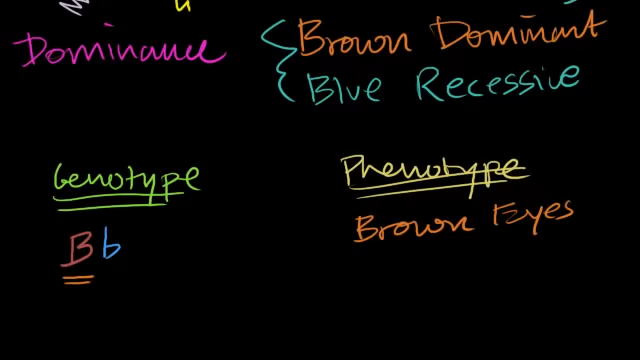 Dominance
Brown Dominant
Blue Recessive
Genotype
Phenotype
Brown Eyes
Bb